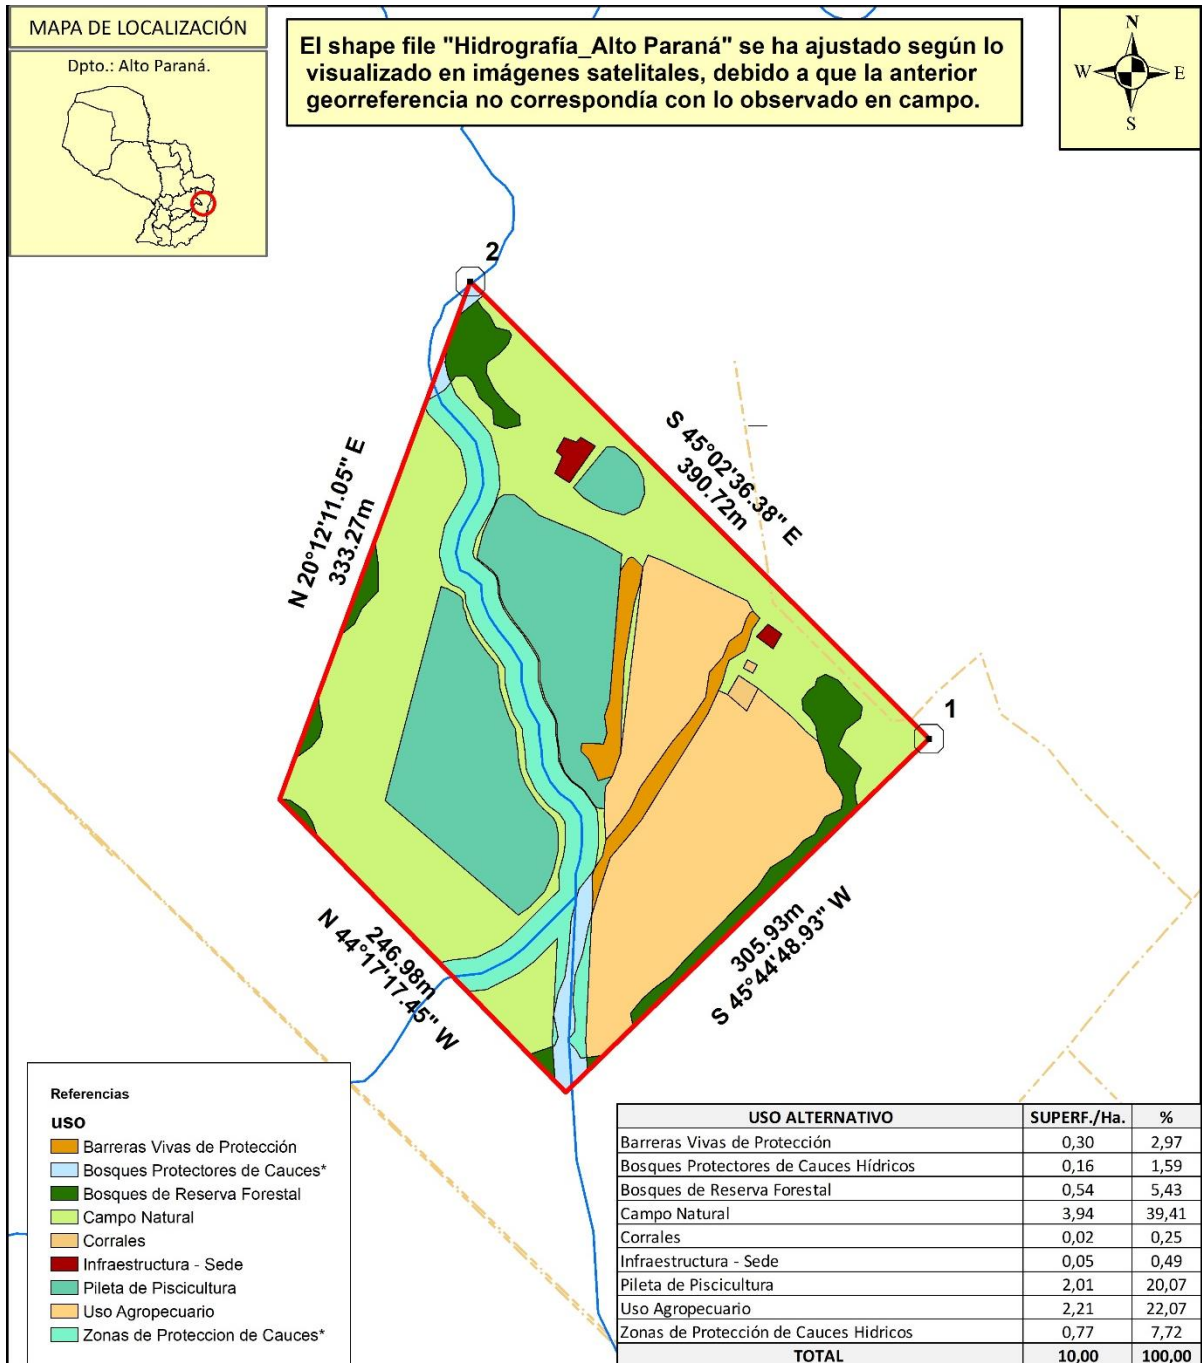 MAPA DE LOCALIZACIÓN
Dpto.: Alto Paraná.
El shape file "Hidrografía_Alto Paraná" se ha ajustado según lo
visualizado en imágenes satelitales, debido a que la anterior
georreferencia no correspondía con lo observado en campo.
N
W
E
S
2
S 45°02'36.38" E
390.72m
N 20°12'11.05" E
333.27m
1
246.98m
N 44°17'17.45" W
305.93m
S 45°44'48.93" W
Referencias
uso
Barreras Vivas de Protección
Bosques Protectores de Cauces*
Bosques de Reserva Forestal
Campo Natural
Corrales
Infraestructura - Sede
Pileta de Piscicultura
Uso Agropecuario
Zonas de Proteccion de Cauces*
USO ALTERNATIVO SUPERF./Ha. %
Barreras Vivas de Protección 0,30 2,97
Bosques Protectores de Cauces Hídricos 0,16 1,59
Bosques de Reserva Forestal 0,54 5,43
Campo Natural 3,94 39,41
Corrales 0,02 0,25
Infraestructura - Sede 0,05 0,49
Pileta de Piscicultura 2,01 20,07
Uso Agropecuario 2,21 22,07
Zonas de Protección de Cauces Hidricos 0,77 7,72
TOTAL 10,00 100,00